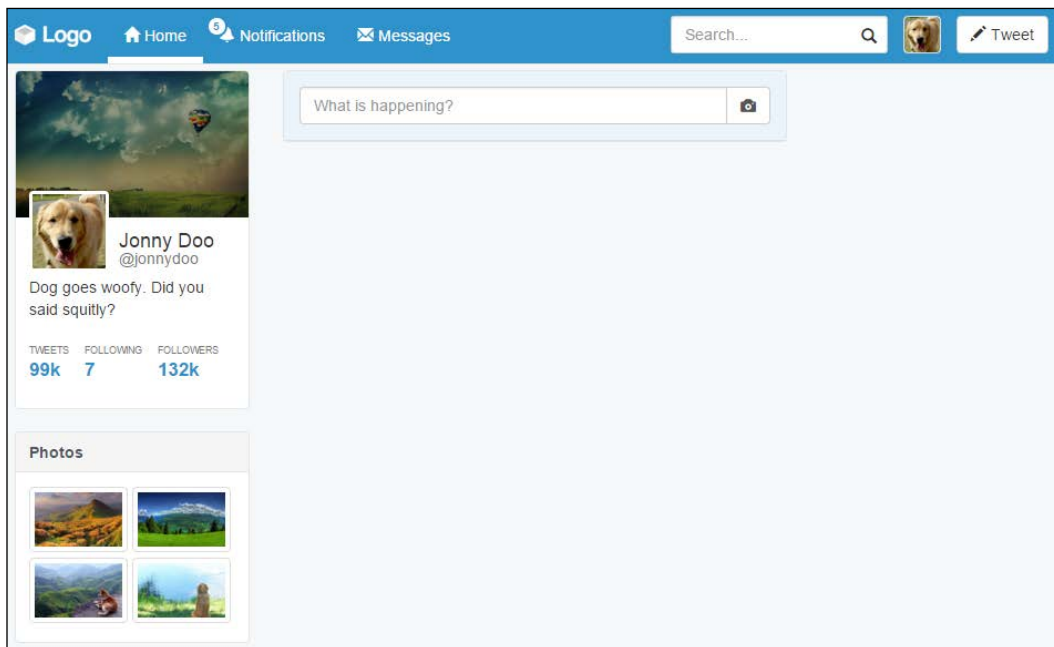 Logo
Home
5
Notifications
Messages
Search...
Tweet
What is happening?
Jonny Doo
@jonnydoo
Dog goes woofy. Did you
said squitly?
TWEETS FOLLOWING FOLLOWERS
99k 7 132k
Photos